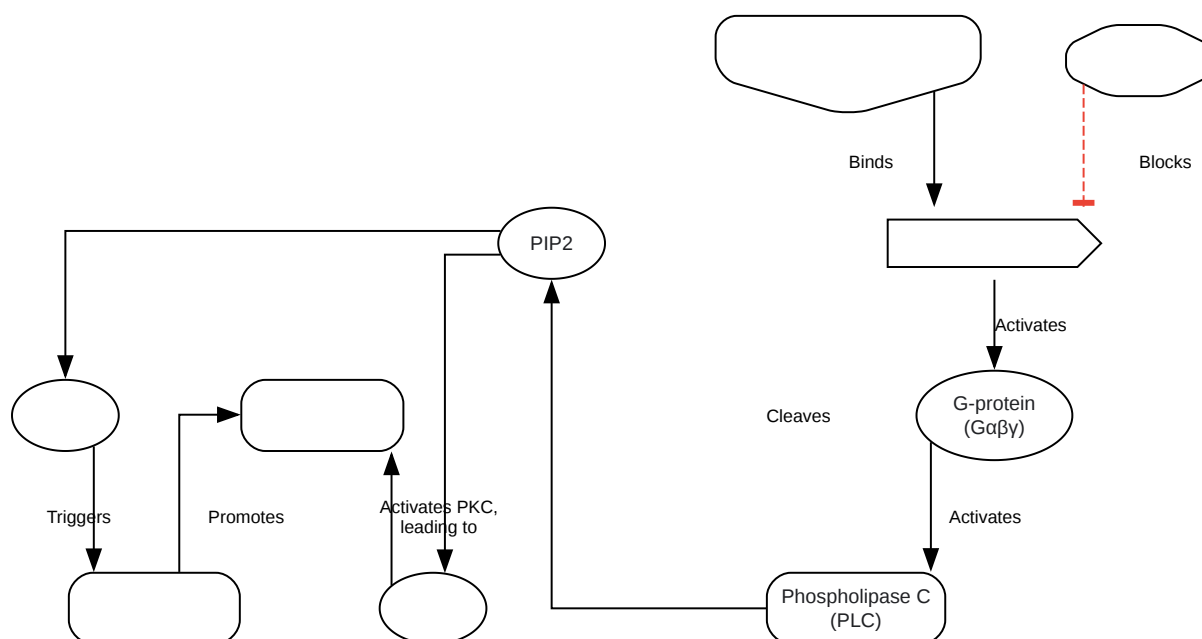 Binds
Blocks
PIP2
Activates
G-protein
(Gαβγ)
Cleaves
Triggers
Promotes
Activates PKC,
leading to
Activates
Phospholipase C
(PLC)